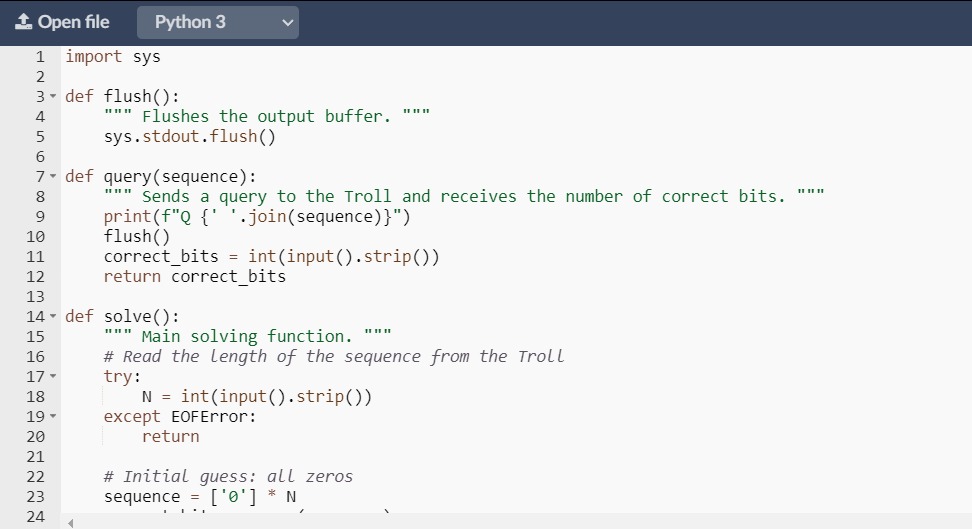 Open file Python 3
1 import sys
2
3 def flush():
4 """ Flushes the output buffer. """
5 sys.stdout.flush()
6
7 def query(sequence):
8 """ Sends a query to the Troll and receives the number of correct bits. """
9 print(f"Q {' '.join(sequence)}")
10 flush()
11 correct_bits = int(input().strip())
12 return correct_bits
13
14 def solve():
15 """ Main solving function. """
16 # Read the length of the sequence from the Troll
17 try:
18 N = int(input().strip())
19 except EOFError:
20 return
21
22 # Initial guess: all zeros
23 sequence = ['0'] * N
24